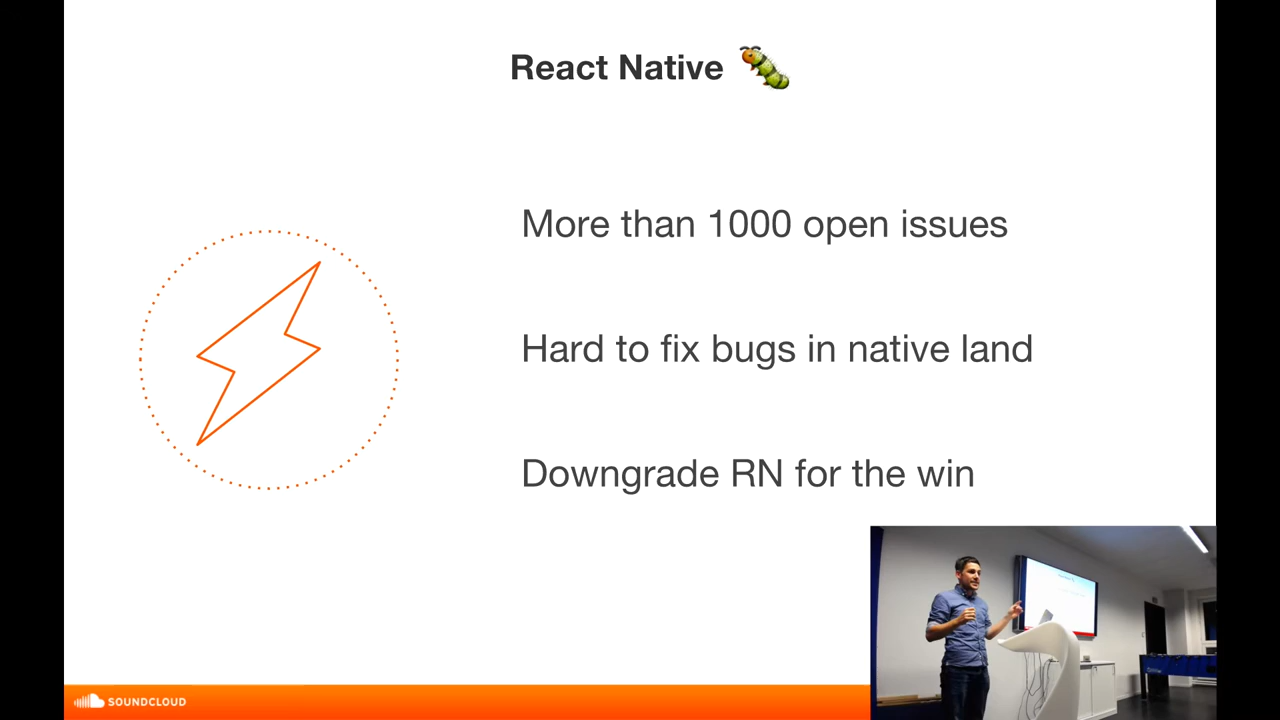 React Native
More than 1000 open issues
Hard to fix bugs in native land
Downgrade RN for the win
SOUNDCLOUD